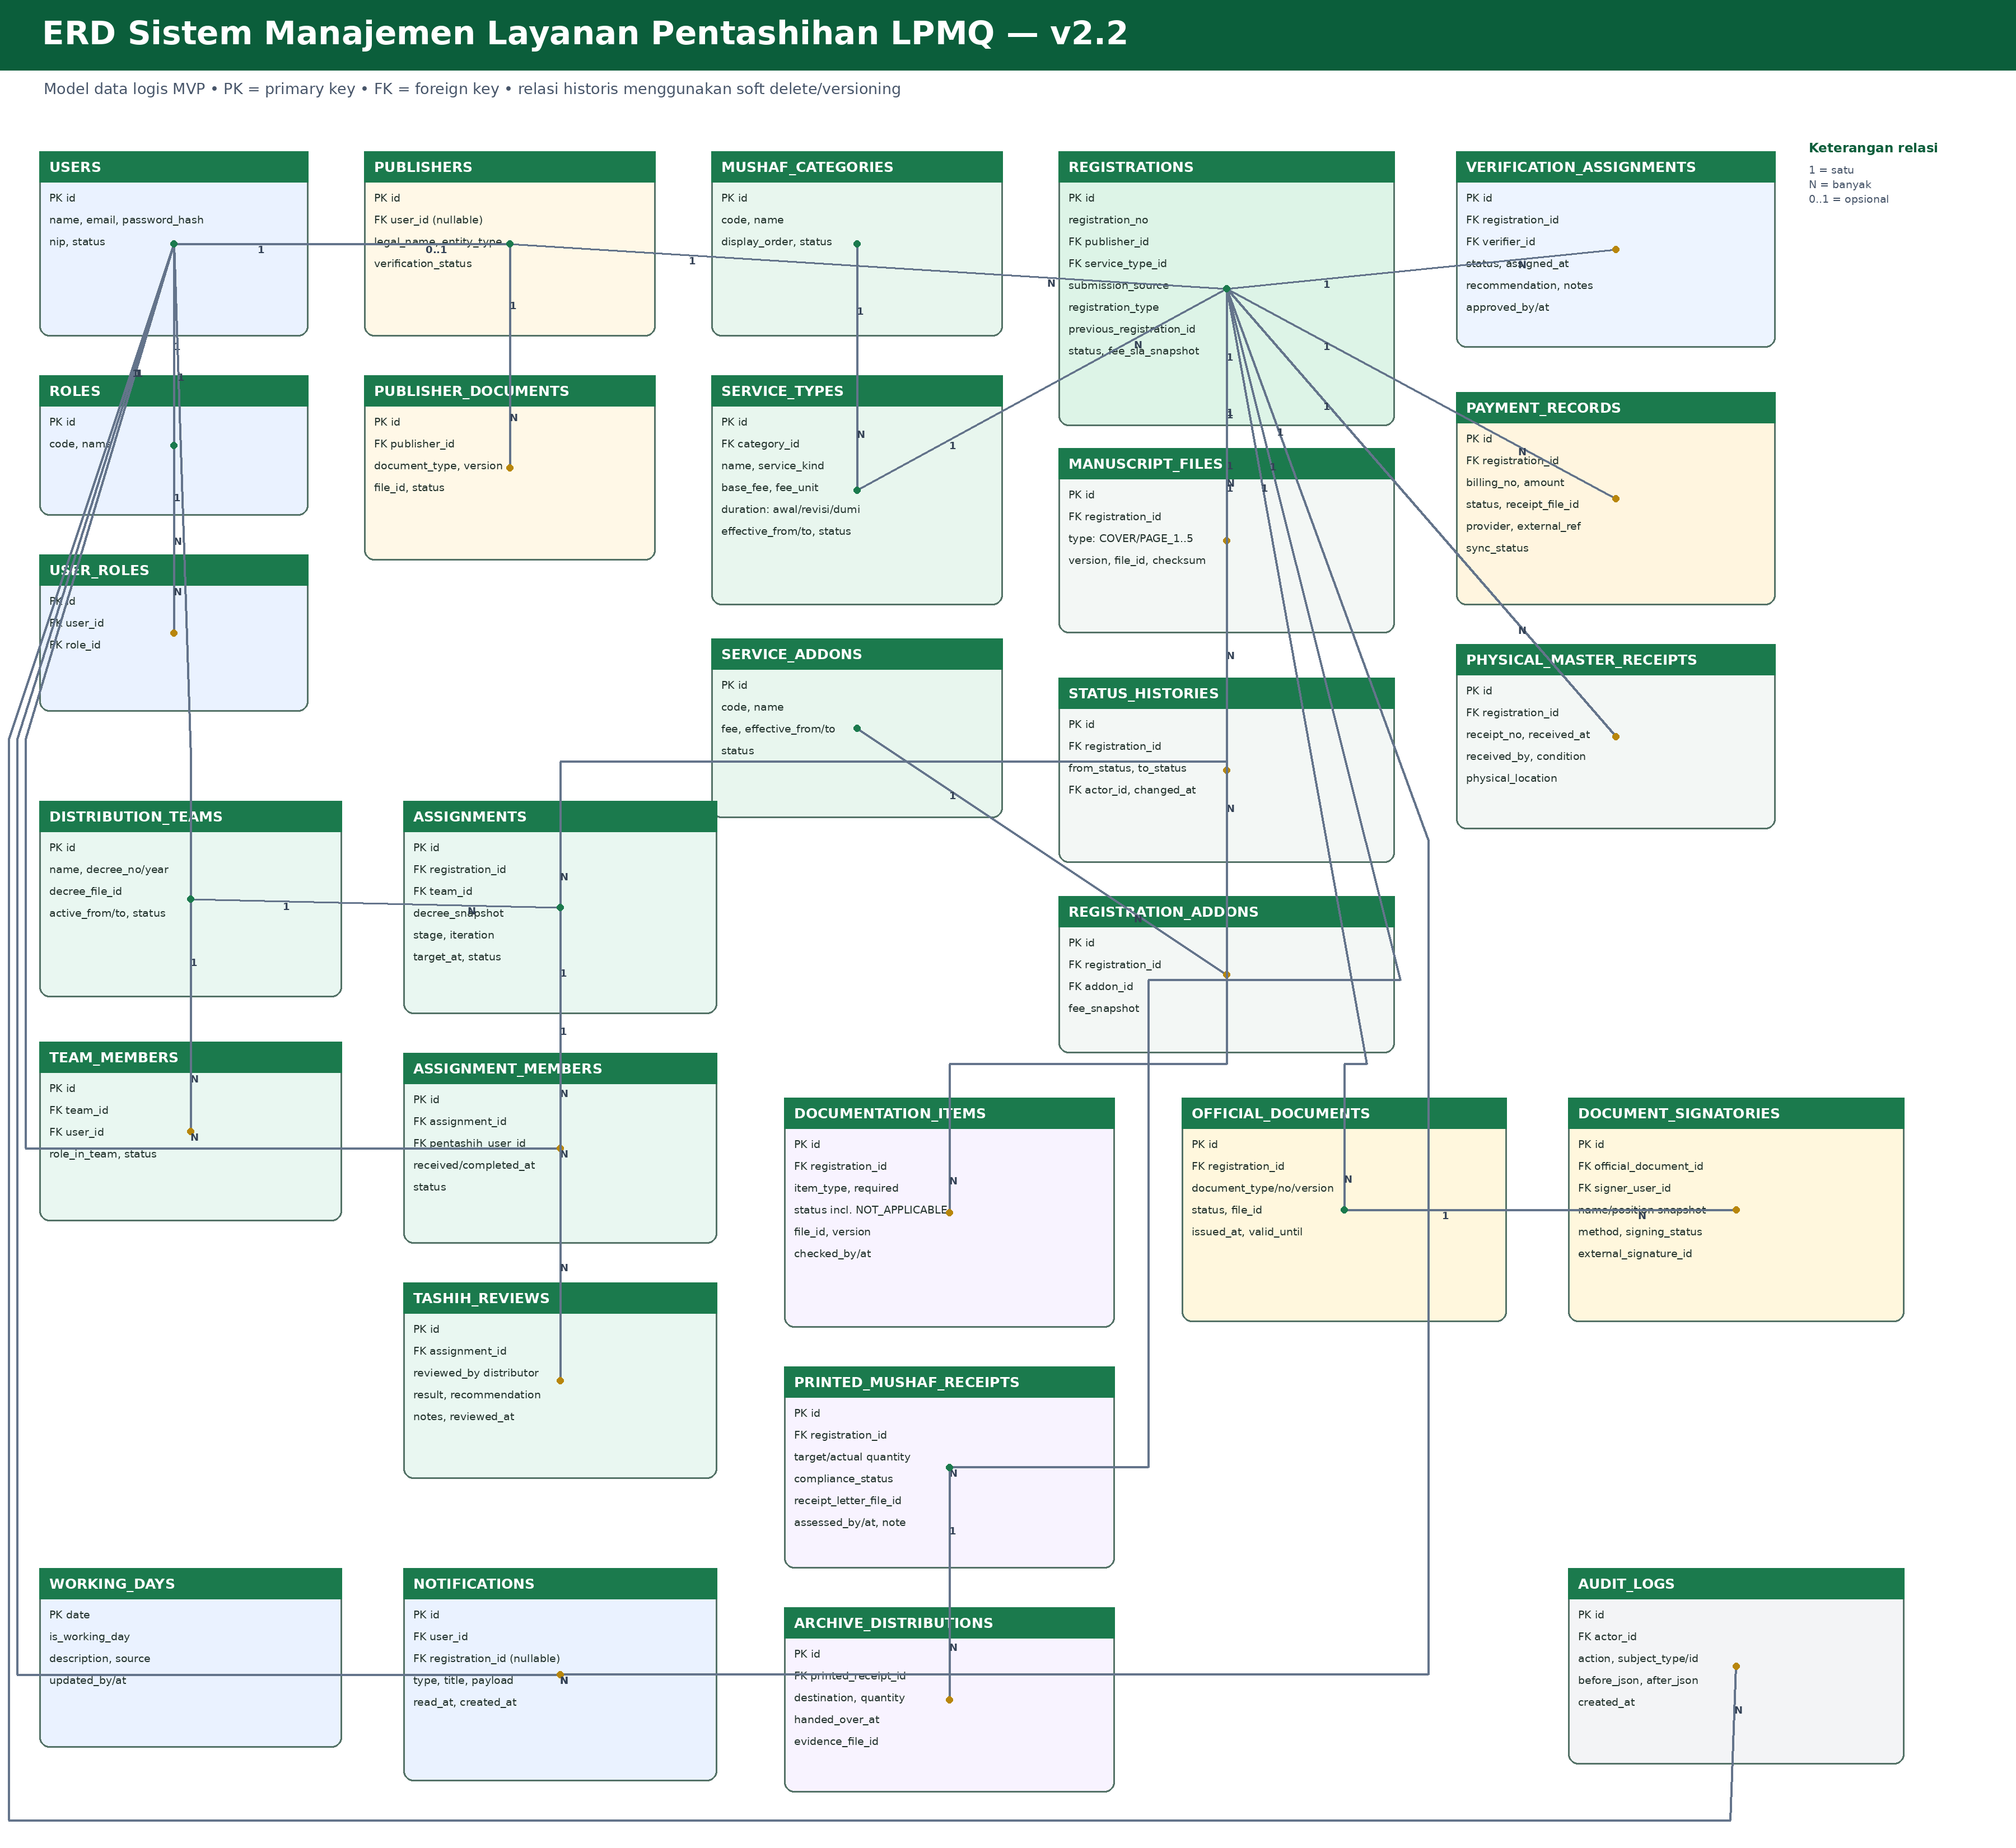 ERD Sistem Manajemen Layanan Pentashihan LPMQ — v2.2
Model data logis MVP • PK = primary key • FK = foreign key • relasi historis menggunakan soft delete/versioning
Keterangan relasi
1 = satu
N = banyak
0..1 = opsional
USERS
PK id
name, email, password_hash
nip, status
PUBLISHERS
PK id
FK user_id (nullable)
legal_name, entity_type
verification_status
MUSHAF_CATEGORIES
PK id
code, name
display_order, status
REGISTRATIONS
PK id
registration_no
FK publisher_id
FK service_type_id
submission_source
registration_type
previous_registration_id
status, fee_sla_snapshot
VERIFICATION_ASSIGNMENTS
PK id
FK registration_id
FK verifier_id
status, assigned_at
recommendation, notes
approved_by/at
ROLES
PK id
code, name
PUBLISHER_DOCUMENTS
PK id
FK publisher_id
document_type, version
file_id, status
SERVICE_TYPES
PK id
FK category_id
name, service_kind
base_fee, fee_unit
duration: awal/revisi/dumi
effective_from/to, status
MANUSCRIPT_FILES
PK id
FK registration_id
type: COVER/PAGE_1..5
version, file_id, checksum
PAYMENT_RECORDS
PK id
FK registration_id
billing_no, amount
status, receipt_file_id
provider, external_ref
sync_status
USER_ROLES
PK id
FK user_id
FK role_id
SERVICE_ADDONS
PK id
code, name
fee, effective_from/to
status
STATUS_HISTORIES
PK id
FK registration_id
from_status, to_status
FK actor_id, changed_at
PHYSICAL_MASTER_RECEIPTS
PK id
FK registration_id
receipt_no, received_at
received_by, condition
physical_location
DISTRIBUTION_TEAMS
PK id
name, decree_no/year
decree_file_id
active_from/to, status
ASSIGNMENTS
PK id
FK registration_id
FK team_id
decree_snapshot
stage, iteration
target_at, status
REGISTRATION_ADDONS
PK id
FK registration_id
FK addon_id
fee_snapshot
TEAM_MEMBERS
PK id
FK team_id
FK user_id
role_in_team, status
ASSIGNMENT_MEMBERS
PK id
FK assignment_id
FK pentashih_user_id
received/completed_at
status
DOCUMENTATION_ITEMS
PK id
FK registration_id
item_type, required
status incl. NOT_APPLICABLE
file_id, version
checked_by/at
OFFICIAL_DOCUMENTS
PK id
FK registration_id
document_type/no/version
status, file_id
issued_at, valid_until
DOCUMENT_SIGNATORIES
PK id
FK official_document_id
FK signer_user_id
name/position snapshot
method, signing_status
external_signature_id
TASHIH_REVIEWS
PK id
FK assignment_id
reviewed_by distributor
result, recommendation
notes, reviewed_at
PRINTED_MUSHAF_RECEIPTS
PK id
FK registration_id
target/actual quantity
compliance_status
receipt_letter_file_id
assessed_by/at, note
WORKING_DAYS
PK date
is_working_day
description, source
updated_by/at
NOTIFICATIONS
PK id
FK user_id
FK registration_id (nullable)
type, title, payload
read_at, created_at
ARCHIVE_DISTRIBUTIONS
PK id
FK printed_receipt_id
destination, quantity
handed_over_at
evidence_file_id
AUDIT_LOGS
PK id
FK actor_id
action, subject_type/id
before_json, after_json
created_at